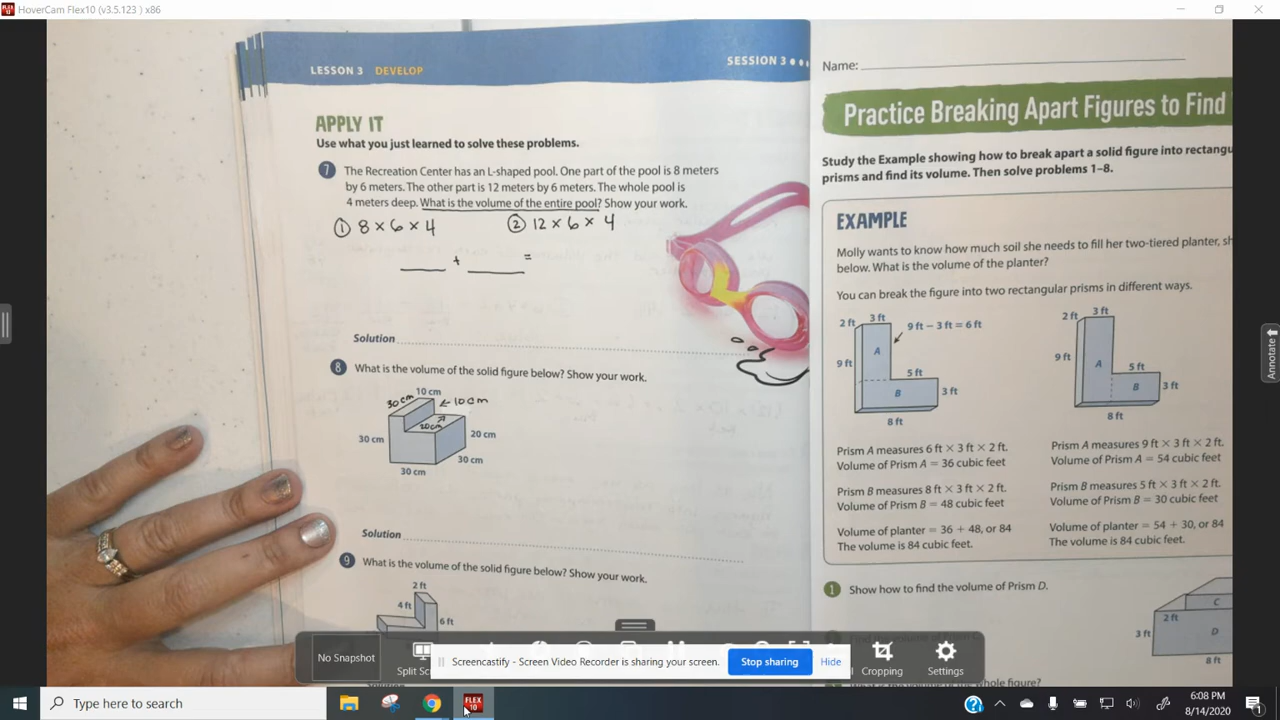 HoverCam Flex10 (v3.5.123 ) x86
LESSON 3 DEVELOP
SESSION 3
APPLY IT
Use what you just learned to solve these problems.
7 The Recreation Center has an L-shaped pool. One part of the pool is 8 meters
by 6 meters. The other part is 12 meters by 6 meters. The whole pool is
4 meters deep. What is the volume of the entire pool? Show your work.
① 8 × 6 × 4 ② 12 × 6 × 4
____ + ____ =
Solution
8 What is the volume of the solid figure below? Show your work.
10 cm
30cm
←10cm
20cm
30 cm
20 cm
30 cm
30 cm
Solution
9 What is the volume of the solid figure below? Show your work.
2 ft
4 ft
6 ft
Name:
Practice Breaking Apart Figures to Find
Study the Example showing how to break apart a solid figure into rectangu
prisms and find its volume. Then solve problems 1–8.
EXAMPLE
Molly wants to know how much soil she needs to fill her two-tiered planter, sh
below. What is the volume of the planter?
You can break the figure into two rectangular prisms in different ways.
2 ft 3 ft
9 ft – 3 ft = 6 ft
9 ft
A
5 ft
B
3 ft
8 ft
2 ft 3 ft
9 ft
A
5 ft
B
3 ft
8 ft
Prism A measures 6 ft × 3 ft × 2 ft.
Volume of Prism A = 36 cubic feet
Prism B measures 8 ft × 3 ft × 2 ft.
Volume of Prism B = 48 cubic feet
Volume of planter = 36 + 48, or 84
The volume is 84 cubic feet.
Prism A measures 9 ft × 3 ft × 2 ft.
Volume of Prism A = 54 cubic feet
Prism B measures 5 ft × 3 ft × 2 ft.
Volume of Prism B = 30 cubic feet
Volume of planter = 54 + 30, or 84
The volume is 84 cubic feet.
1 Show how to find the volume of Prism D.
C
2 ft
3 ft
D
8 ft
Annotate
No Snapshot
Split Sc
Screencastify - Screen Video Recorder is sharing your screen.
Stop sharing
Hide
Cropping
Settings
Type here to search
FLEX 10
6:08 PM
8/14/2020